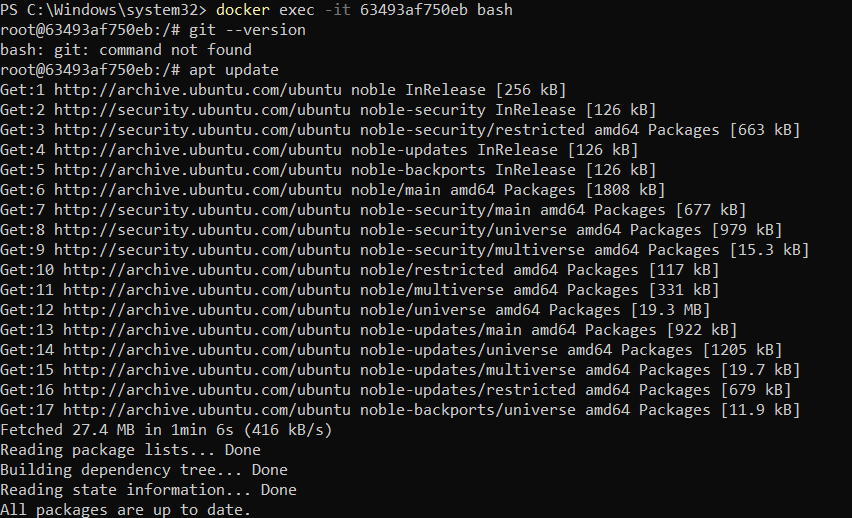 PS C:\Windows\system32> docker exec -it 63493af750eb bash
root@63493af750eb:/# git --version
bash: git: command not found
root@63493af750eb:/# apt update
Get:1 http://archive.ubuntu.com/ubuntu noble InRelease [256 kB]
Get:2 http://security.ubuntu.com/ubuntu noble-security InRelease [126 kB]
Get:3 http://security.ubuntu.com/ubuntu noble-security/restricted amd64 Packages [663 kB]
Get:4 http://archive.ubuntu.com/ubuntu noble-updates InRelease [126 kB]
Get:5 http://archive.ubuntu.com/ubuntu noble-backports InRelease [126 kB]
Get:6 http://archive.ubuntu.com/ubuntu noble/main amd64 Packages [1808 kB]
Get:7 http://security.ubuntu.com/ubuntu noble-security/main amd64 Packages [677 kB]
Get:8 http://security.ubuntu.com/ubuntu noble-security/universe amd64 Packages [979 kB]
Get:9 http://security.ubuntu.com/ubuntu noble-security/multiverse amd64 Packages [15.3 kB]
Get:10 http://archive.ubuntu.com/ubuntu noble/restricted amd64 Packages [117 kB]
Get:11 http://archive.ubuntu.com/ubuntu noble/multiverse amd64 Packages [331 kB]
Get:12 http://archive.ubuntu.com/ubuntu noble/universe amd64 Packages [19.3 MB]
Get:13 http://archive.ubuntu.com/ubuntu noble-updates/main amd64 Packages [922 kB]
Get:14 http://archive.ubuntu.com/ubuntu noble-updates/universe amd64 Packages [1205 kB]
Get:15 http://archive.ubuntu.com/ubuntu noble-updates/multiverse amd64 Packages [19.7 kB]
Get:16 http://archive.ubuntu.com/ubuntu noble-updates/restricted amd64 Packages [679 kB]
Get:17 http://archive.ubuntu.com/ubuntu noble-backports/universe amd64 Packages [11.9 kB]
Fetched 27.4 MB in 1min 6s (416 kB/s)
Reading package lists... Done
Building dependency tree... Done
Reading state information... Done
All packages are up to date.